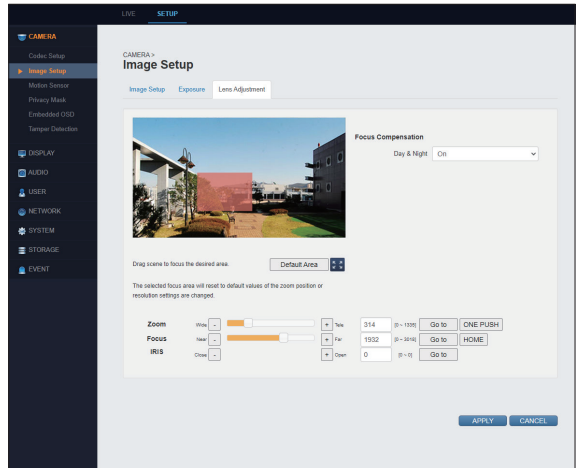 LIVE SETUP
CAMERA
Codec Setup
Image Setup
Motion Sensor
Privacy Mask
Embedded OSD
Tamper Detection
DISPLAY
AUDIO
USER
NETWORK
SYSTEM
STORAGE
EVENT
CAMERA >
Image Setup
Image Setup Exposure Lens Adjustment
Focus Compensation
Day & Night On
Drag scene to focus the desired area. Default Area
The selected focus area will reset to default values of the zoom position or
resolution settings are changed.
Zoom Wide - + Tele 314 [0 ~ 1338] Go to ONE PUSH
Focus Near - + Far 1932 [0 ~ 3018] Go to HOME
IRIS Close - + Open 0 [0 ~ 0] Go to
APPLY CANCEL